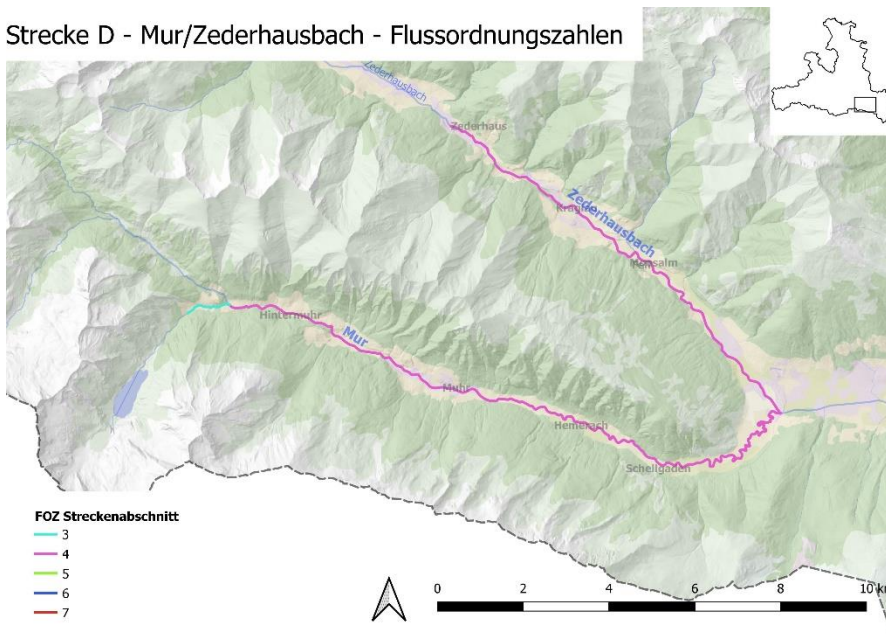 Strecke D - Mur/Zederhausbach - Flussordnungszahlen
Zederhausbach
Zederhaus
Zederhausbach
Hintermuhr
Mur
Muhr
Hemerach
Schellgaden
FOZ Streckenabschnitt
3
4
5
6
7
0 2 4 6 8 10 km